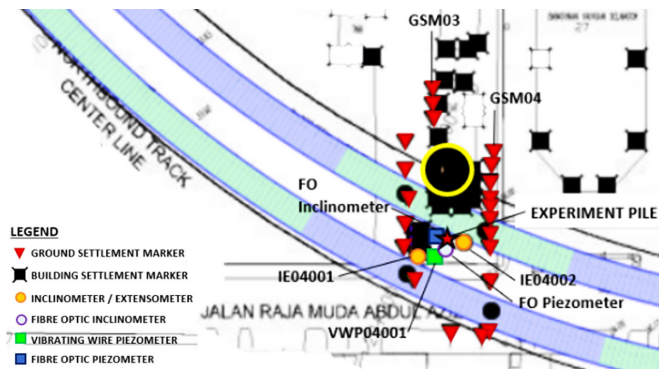 GSM03
GSM04
NORTHBOUND TRACK
CENTER LINE
FO
Inclinometer
EXPERIMENT PILE
LEGEND
GROUND SETTLEMENT MARKER
BUILDING SETTLEMENT MARKER
INCLINOMETER / EXTENSOMETER
FIBRE OPTIC INCLINOMETER
VIBRATING WIRE PIEZOMETER
FIBRE OPTIC PIEZOMETER
IE04001
IE04002
FO Piezometer
JALAN RAJA MUDA ABDUL
VWP04001